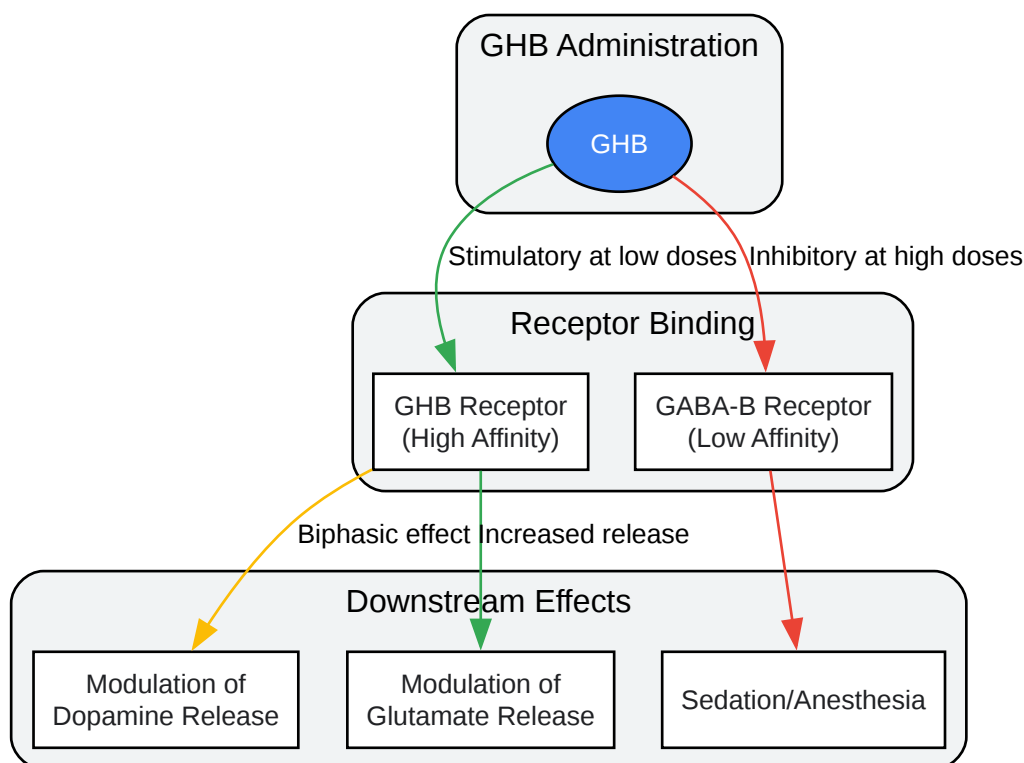 GHB Administration
GHB
Stimulatory at low doses
Inhibitory at high doses
Receptor Binding
GHB Receptor
(High Affinity)
GABA-B Receptor
(Low Affinity)
Biphasic effect
Increased release
Downstream Effects
Modulation of
Dopamine Release
Modulation of
Glutamate Release
Sedation/Anesthesia